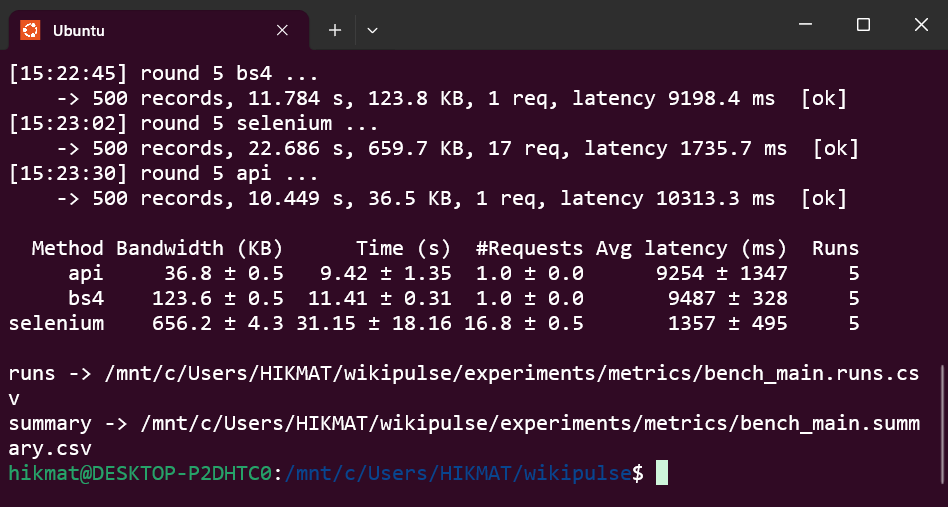 Ubuntu
[15:22:45] round 5 bs4 ...
    -> 500 records, 11.784 s, 123.8 KB, 1 req, latency 9198.4 ms  [ok]
[15:23:02] round 5 selenium ...
    -> 500 records, 22.686 s, 659.7 KB, 17 req, latency 1735.7 ms  [ok]
[15:23:30] round 5 api ...
    -> 500 records, 10.449 s, 36.5 KB, 1 req, latency 10313.3 ms  [ok]
  Method Bandwidth (KB)      Time (s)  #Requests Avg latency (ms)  Runs
     api     36.8 ± 0.5   9.42 ± 1.35  1.0 ± 0.0      9254 ± 1347     5
     bs4    123.6 ± 0.5  11.41 ± 0.31  1.0 ± 0.0       9487 ± 328     5
selenium    656.2 ± 4.3 31.15 ± 18.16 16.8 ± 0.5       1357 ± 495     5
runs -> /mnt/c/Users/HIKMAT/wikipulse/experiments/metrics/bench_main.runs.cs
v
summary -> /mnt/c/Users/HIKMAT/wikipulse/experiments/metrics/bench_main.summ
ary.csv
hikmat@DESKTOP-P2DHTC0:/mnt/c/Users/HIKMAT/wikipulse$